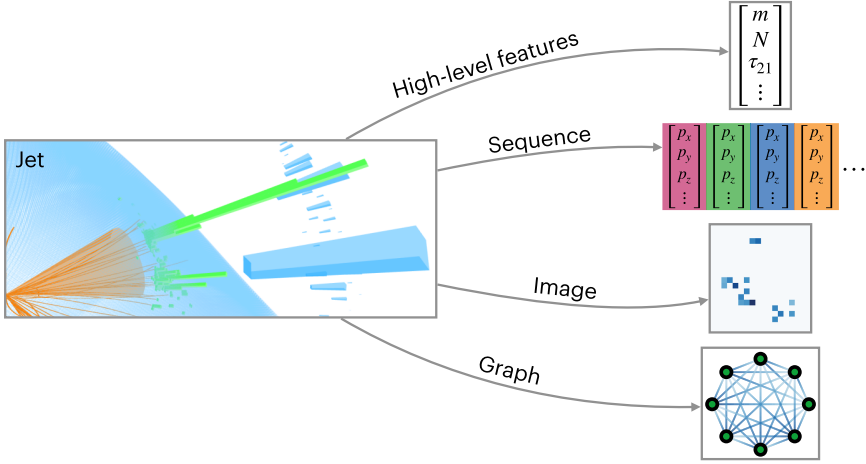 Jet
High-level features
m
N
τ21
⋮
Sequence
px px px px
py py py py
pz pz pz pz
⋮ ⋮ ⋮ ⋮
...
Image
Graph